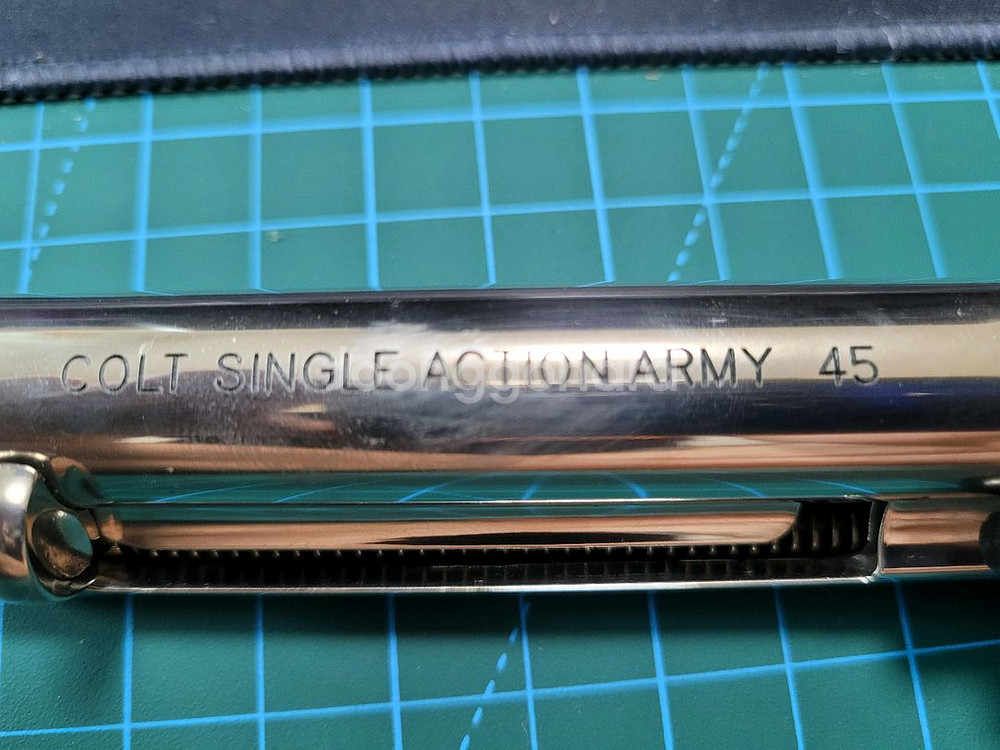 COLT SINGLE ACTION ARMY 45